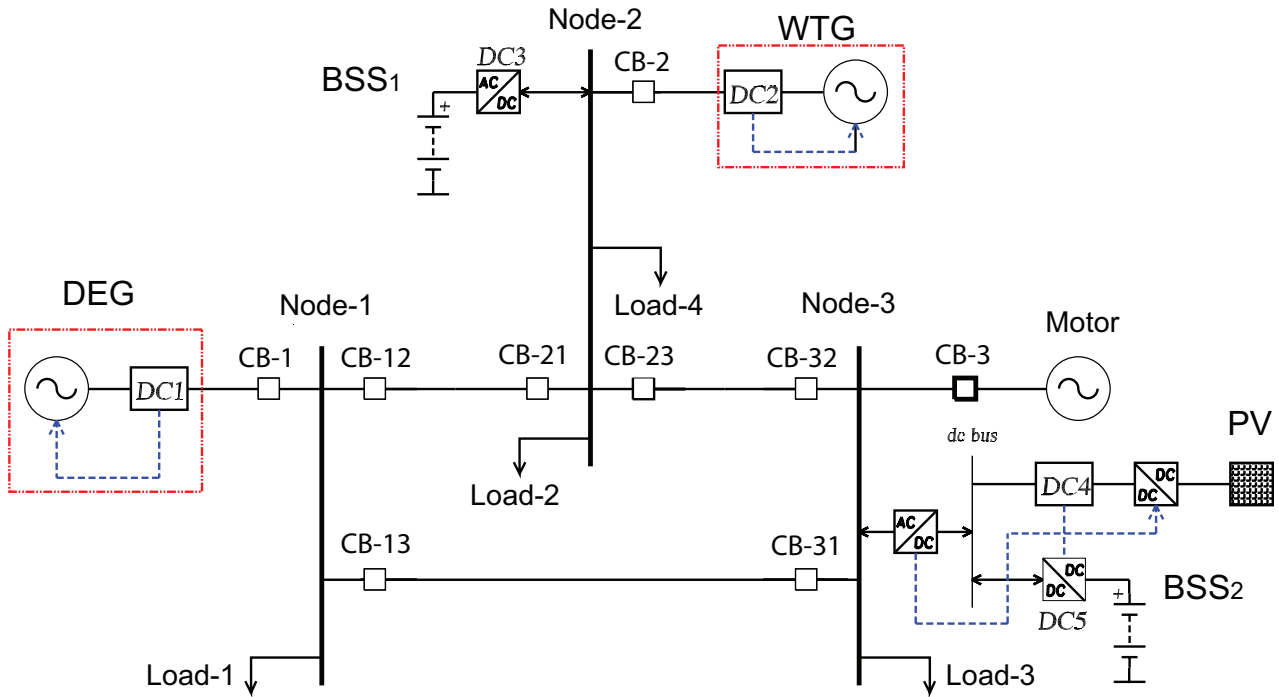 Node-2
WTG
DC3
CB-2
BSS1
AC
DC
DC2
+
Load-4
DEG
Node-1
Node-3
Motor
CB-1
CB-12
CB-21
CB-23
CB-32
CB-3
DC1
PV
dc bus
Load-2
DC4
DC
DC
AC
DC
CB-13
CB-31
DC
DC
+
BSS2
DC5
Load-1
Load-3